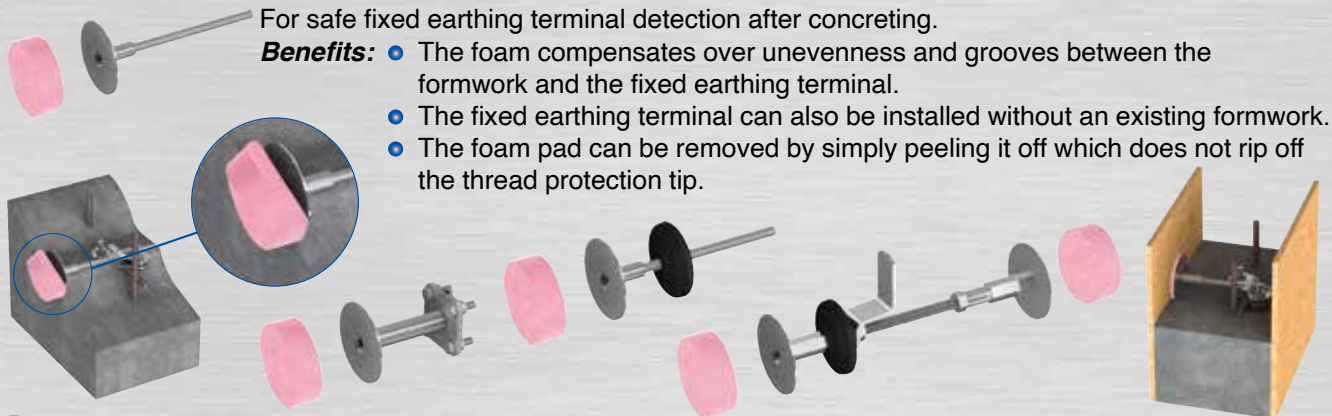 For safe fixed earthing terminal detection after concreting.
Benefits: The foam compensates over unevenness and grooves between the
formwork and the fixed earthing terminal.
The fixed earthing terminal can also be installed without an existing formwork.
The foam pad can be removed by simply peeling it off which does not rip off
the thread protection tip.